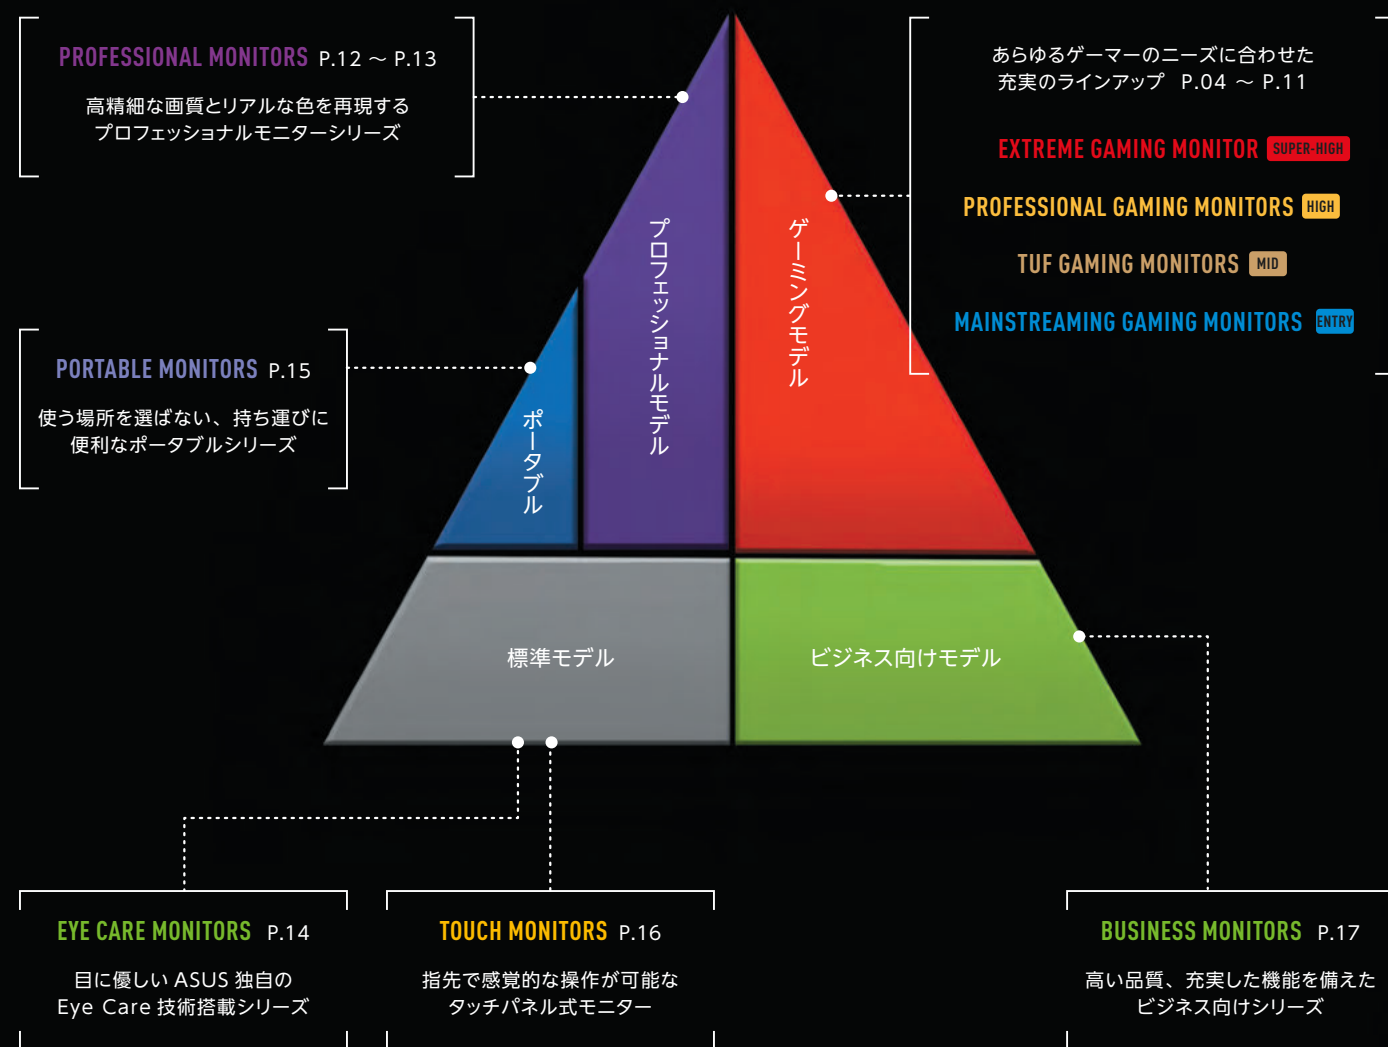 PROFESSIONAL MONITORS P.12 ～ P.13
高精細な画質とリアルな色を再現する
プロフェッショナルモニターシリーズ
あらゆるゲーマーのニーズに合わせた
充実のラインアップ P.04 ～ P.11
EXTREME GAMING MONITOR SUPER-HIGH
PROFESSIONAL GAMING MONITORS HIGH
TUF GAMING MONITORS MID
MAINSTREAMING GAMING MONITORS ENTRY
PORTABLE MONITORS P.15
使う場所を選ばない、持ち運びに
便利なポータブルシリーズ
ポータブル
プロフェッショナルモデル
ゲーミングモデル
標準モデル
ビジネス向けモデル
EYE CARE MONITORS P.14
目に優しい ASUS 独自の
Eye Care 技術搭載シリーズ
TOUCH MONITORS P.16
指先で感覚的な操作が可能な
タッチパネル式モニター
BUSINESS MONITORS P.17
高い品質、充実した機能を備えた
ビジネス向けシリーズ